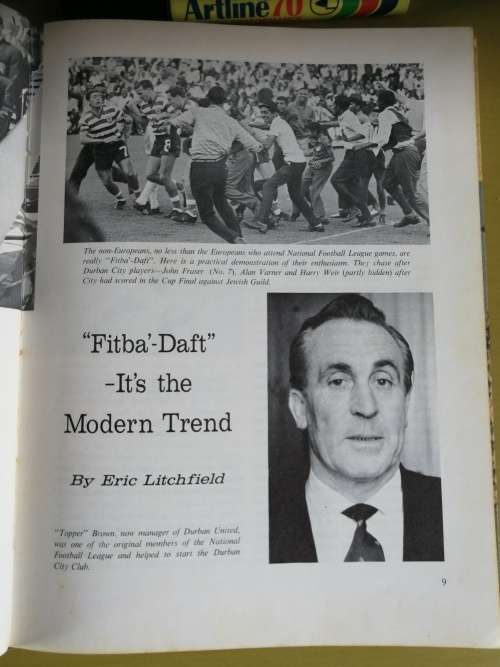 Artline 70
The non-Europeans, no less than the Europeans who attend National Football League games, are
really "Fitba'-Daft". Here is a practical demonstration of their enthusiasm. They chase after
Durban City players—John Fraser (No. 7), Alan Varner and Harry Weir (partly hidden) after
City had scored in the Cup Final against Jewish Guild.
"Fitba'-Daft"
-It's the
Modern Trend
By Eric Litchfield
"Topper" Brown, now manager of Durban United,
was one of the original members of the National
Football League and helped to start the Durban
City Club.
9